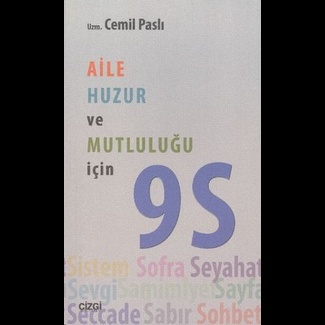 Uzm. Cemil Paslı
AİLE
HUZUR
ve
MUTLULUĞU
için
9S
Sistem Sofra Seyahat
Sevgi Samimiyet Sayfa
Seccade Sabır Sohbet
ÇİZGİ